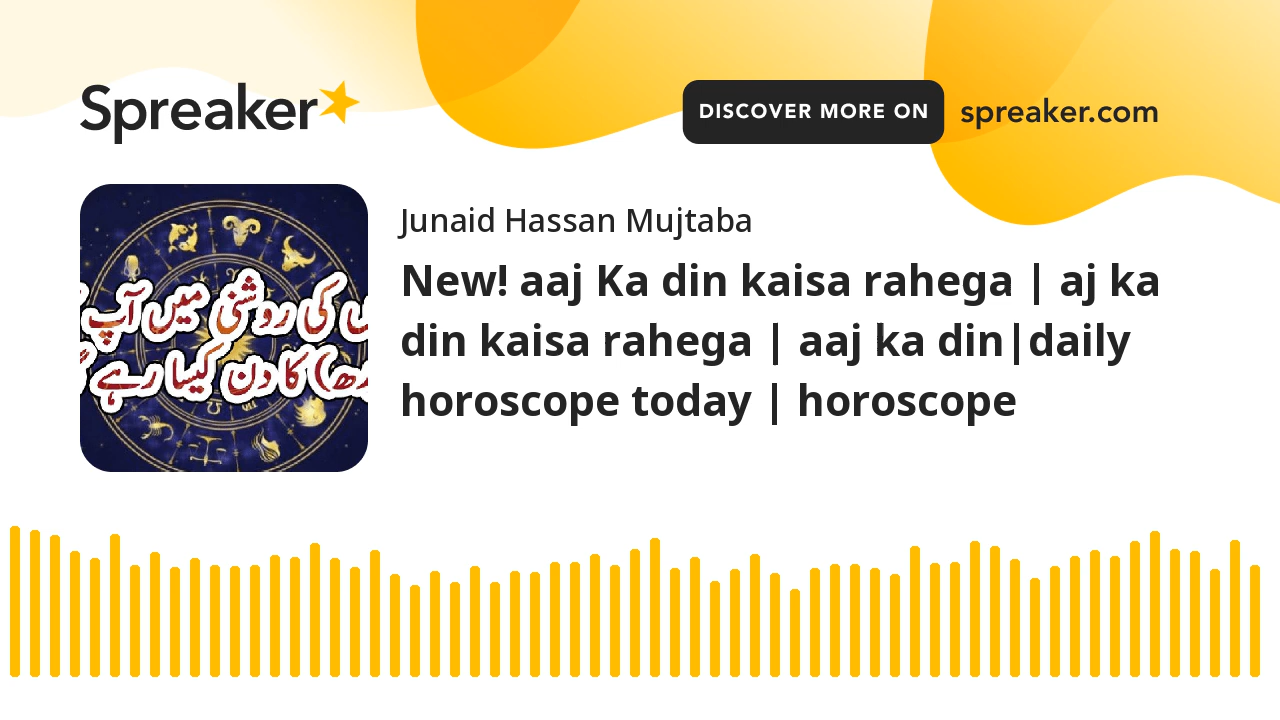 Spreaker
DISCOVER MORE ON
spreaker.com
Junaid Hassan Mujtaba
New! aaj Ka din kaisa rahega | aj ka
din kaisa rahega | aaj ka din|daily
horoscope today | horoscope
کی روشنی میں آپ
کا دن کیسا رہے